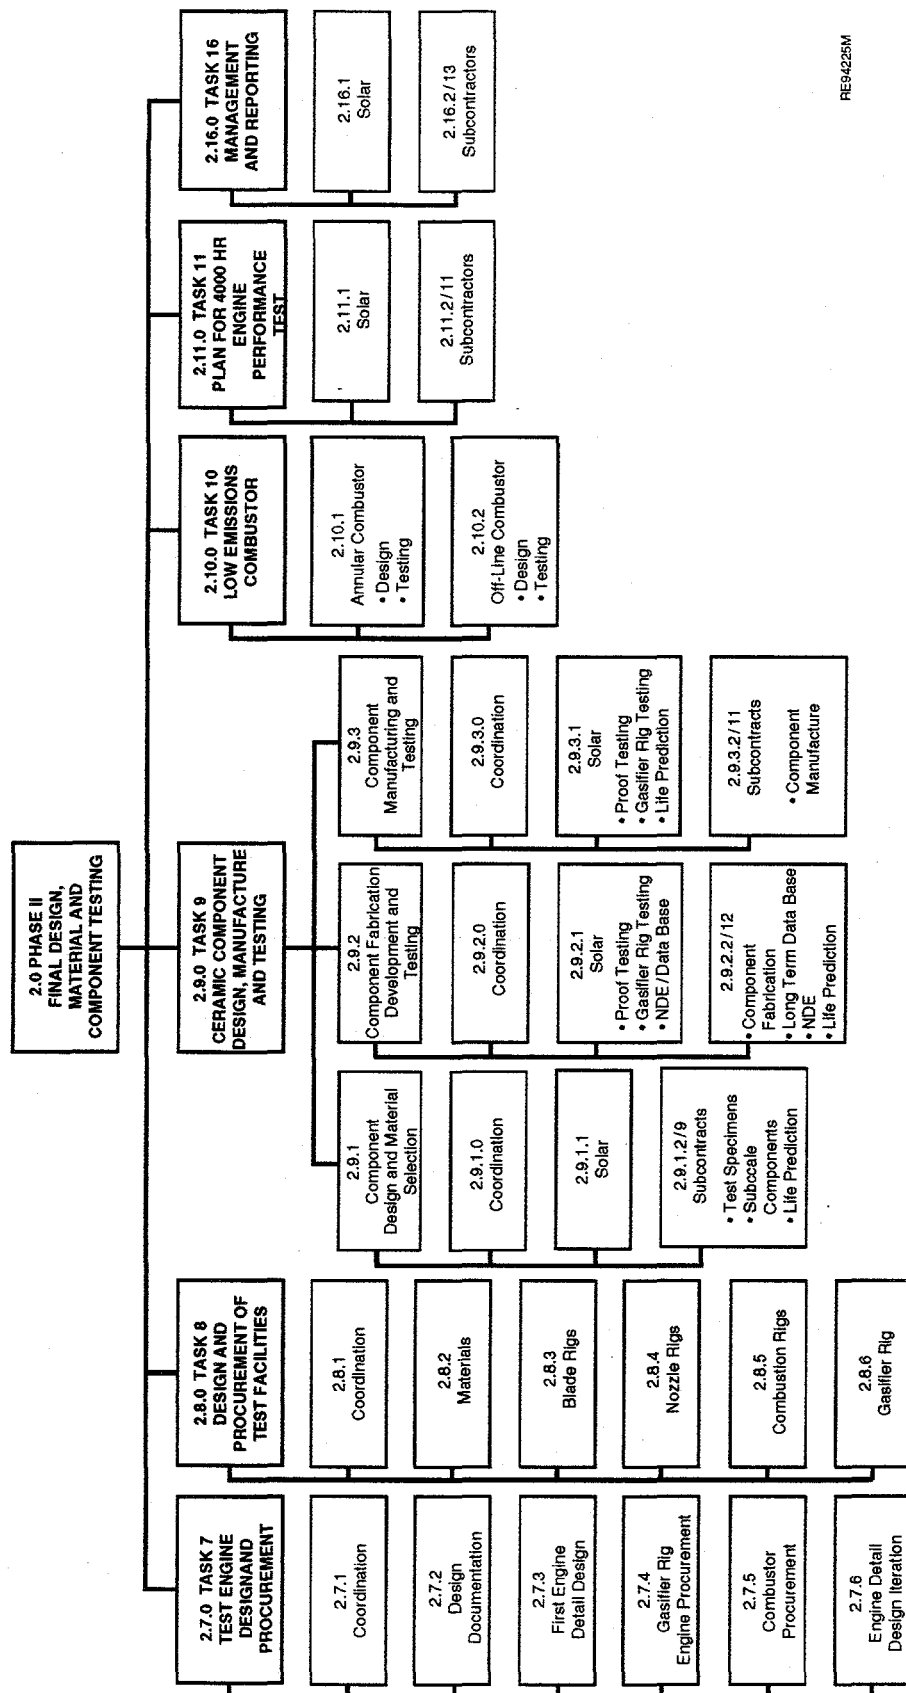 2.0 PHASE II
FINAL DESIGN,
MATERIAL AND
COMPONENT TESTING
2.7.0 TASK 7
TEST ENGINE
DESIGNAND
PROCUREMENT
2.7.1
Coordination
2.7.2
Design
Documentation
2.7.3
First Engine
Detail Design
2.7.4
Gasifier Rig
Engine Procurement
2.7.5
Combustor
Procurement
2.7.6
Engine Detail
Design Iteration
2.8.0 TASK 8
DESIGN AND
PROCUREMENT OF
TEST FACILITIES
2.8.1
Coordination
2.8.2
Materials
2.8.3
Blade Rigs
2.8.4
Nozzle Rigs
2.8.5
Combustion Rigs
2.8.6
Gasifier Rig
2.9.0 TASK 9
CERAMIC COMPONENT
DESIGN, MANUFACTURE
AND TESTING
2.9.1
Component
Design and Material
Selection
2.9.1.0
Coordination
2.9.1.1
Solar
2.9.1.2/9
Subcontracts
• Test Specimens
• Subccale
Components
• Life Prediction
2.9.2
Component Fabrication
Development and
Testing
2.9.2.0
Coordination
2.9.2.1
Solar
• Proof Testing
• Gasifier Rig Testing
• NDE/Data Base
2.9.2.2/12
• Component
Fabrication
• Long Term Data Base
• NDE
• Life Prediction
2.9.3
Component
Manufacturing and
Testing
2.9.3.0
Coordination
2.9.3.1
Solar
• Proof Testing
• Gasifier Rig Testing
• Life Prediction
2.9.3.2/11
Subcontracts
• Component
Manufacture
2.10.0 TASK 10
LOW EMISSIONS
COMBUSTOR
2.10.1
Annular Combustor
• Design
• Testing
2.10.2
Off-Line Combustor
• Design
• Testing
2.11.0 TASK 11
PLAN FOR 4000 HR
ENGINE
PERFORMANCE
TEST
2.11.1
Solar
2.11.2/11
Subcontractors
2.16.0 TASK 16
MANAGEMENT
AND REPORTING
2.16.1
Solar
2.16.2/13
Subcontractors
RE94225M